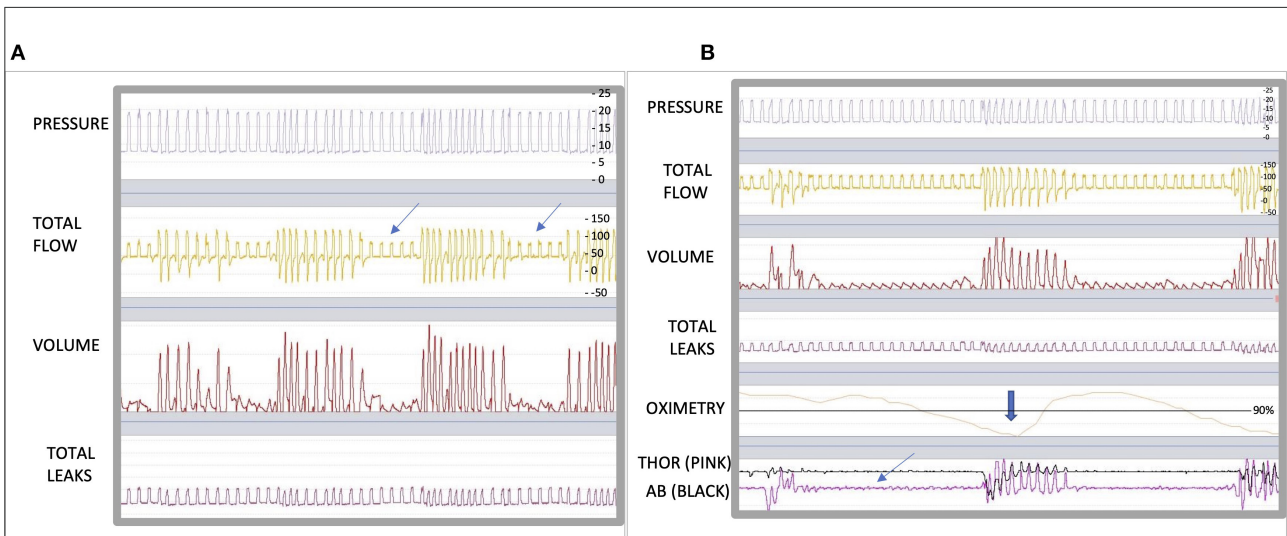 A
PRESSURE
- 25
- 20
- 15
- 10
- 5
- 0
TOTAL
FLOW
- 150
- 100
- 50
- 0
- -50
VOLUME
TOTAL
LEAKS
B
PRESSURE
-25
-20
-15
-10
-5
-0
TOTAL
FLOW
-150
-100
-50
-0
-50
VOLUME
TOTAL
LEAKS
OXIMETRY
90%
THOR (PINK)
AB (BLACK)